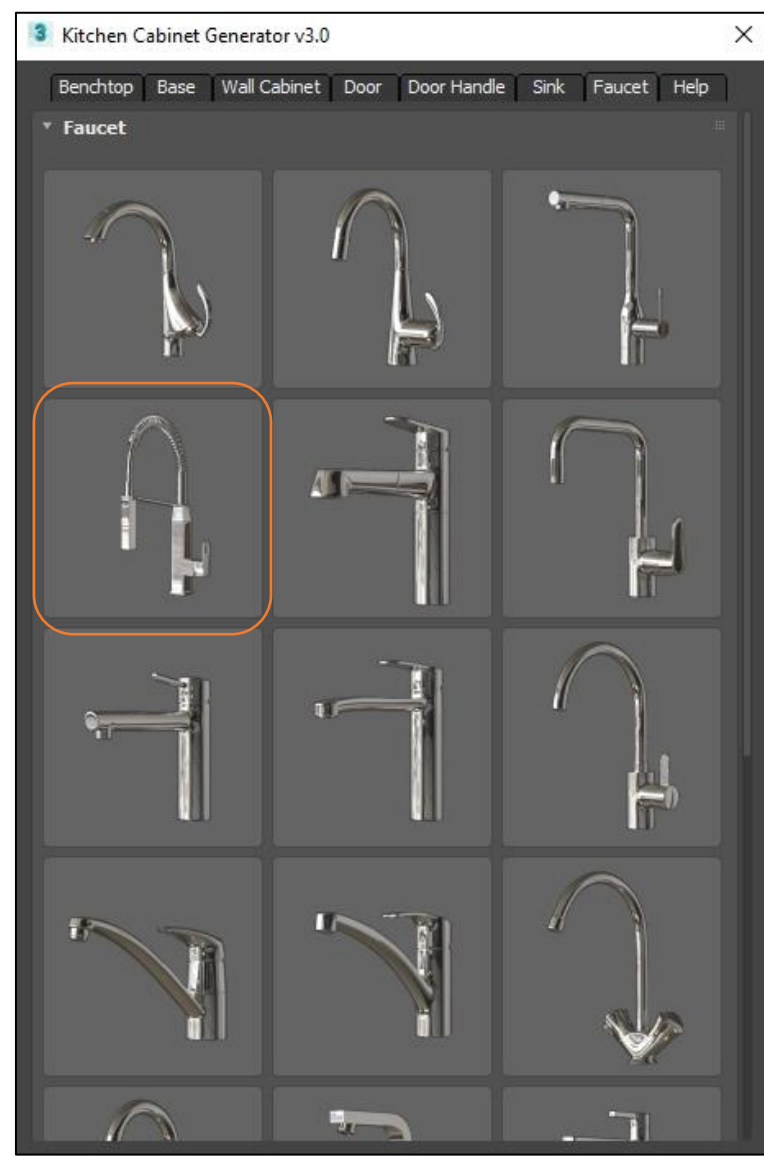 3 Kitchen Cabinet Generator v3.0
Benchtop Base Wall Cabinet Door Door Handle Sink Faucet Help
Faucet